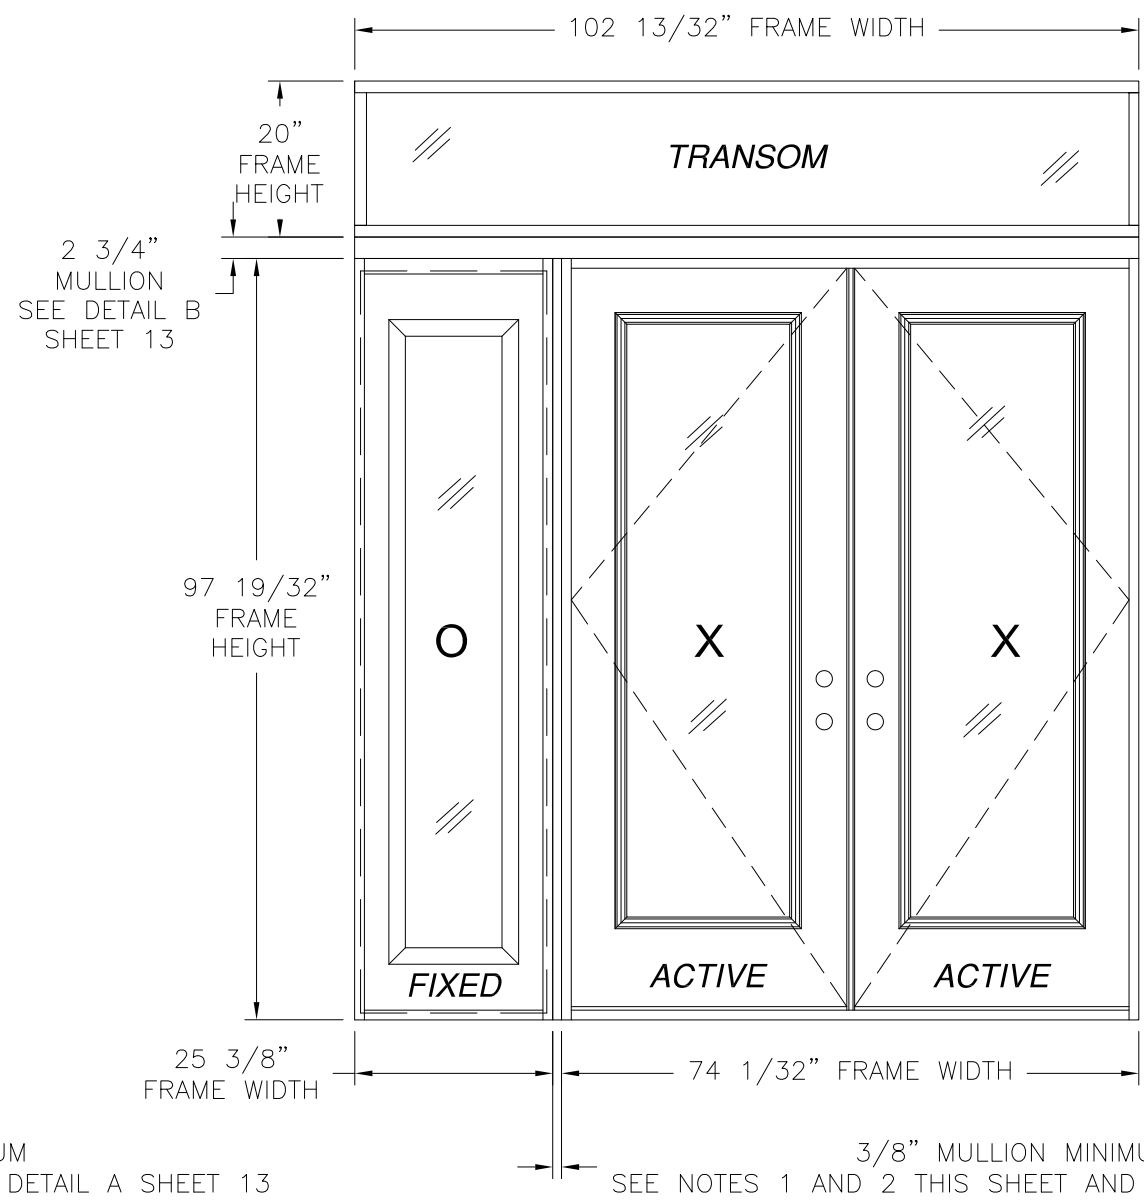 102 13/32” FRAME WIDTH
20”
FRAME
HEIGHT
TRANSOM
2 3/4”
MULLION
SEE DETAIL B
SHEET 13
97 19/32”
FRAME
HEIGHT
O
X
X
FIXED
ACTIVE
ACTIVE
25 3/8”
FRAME WIDTH
74 1/32” FRAME WIDTH
DETAIL A SHEET 13
3/8” MULLION
SEE NOTES 1 AND 2 THIS SHEET AND